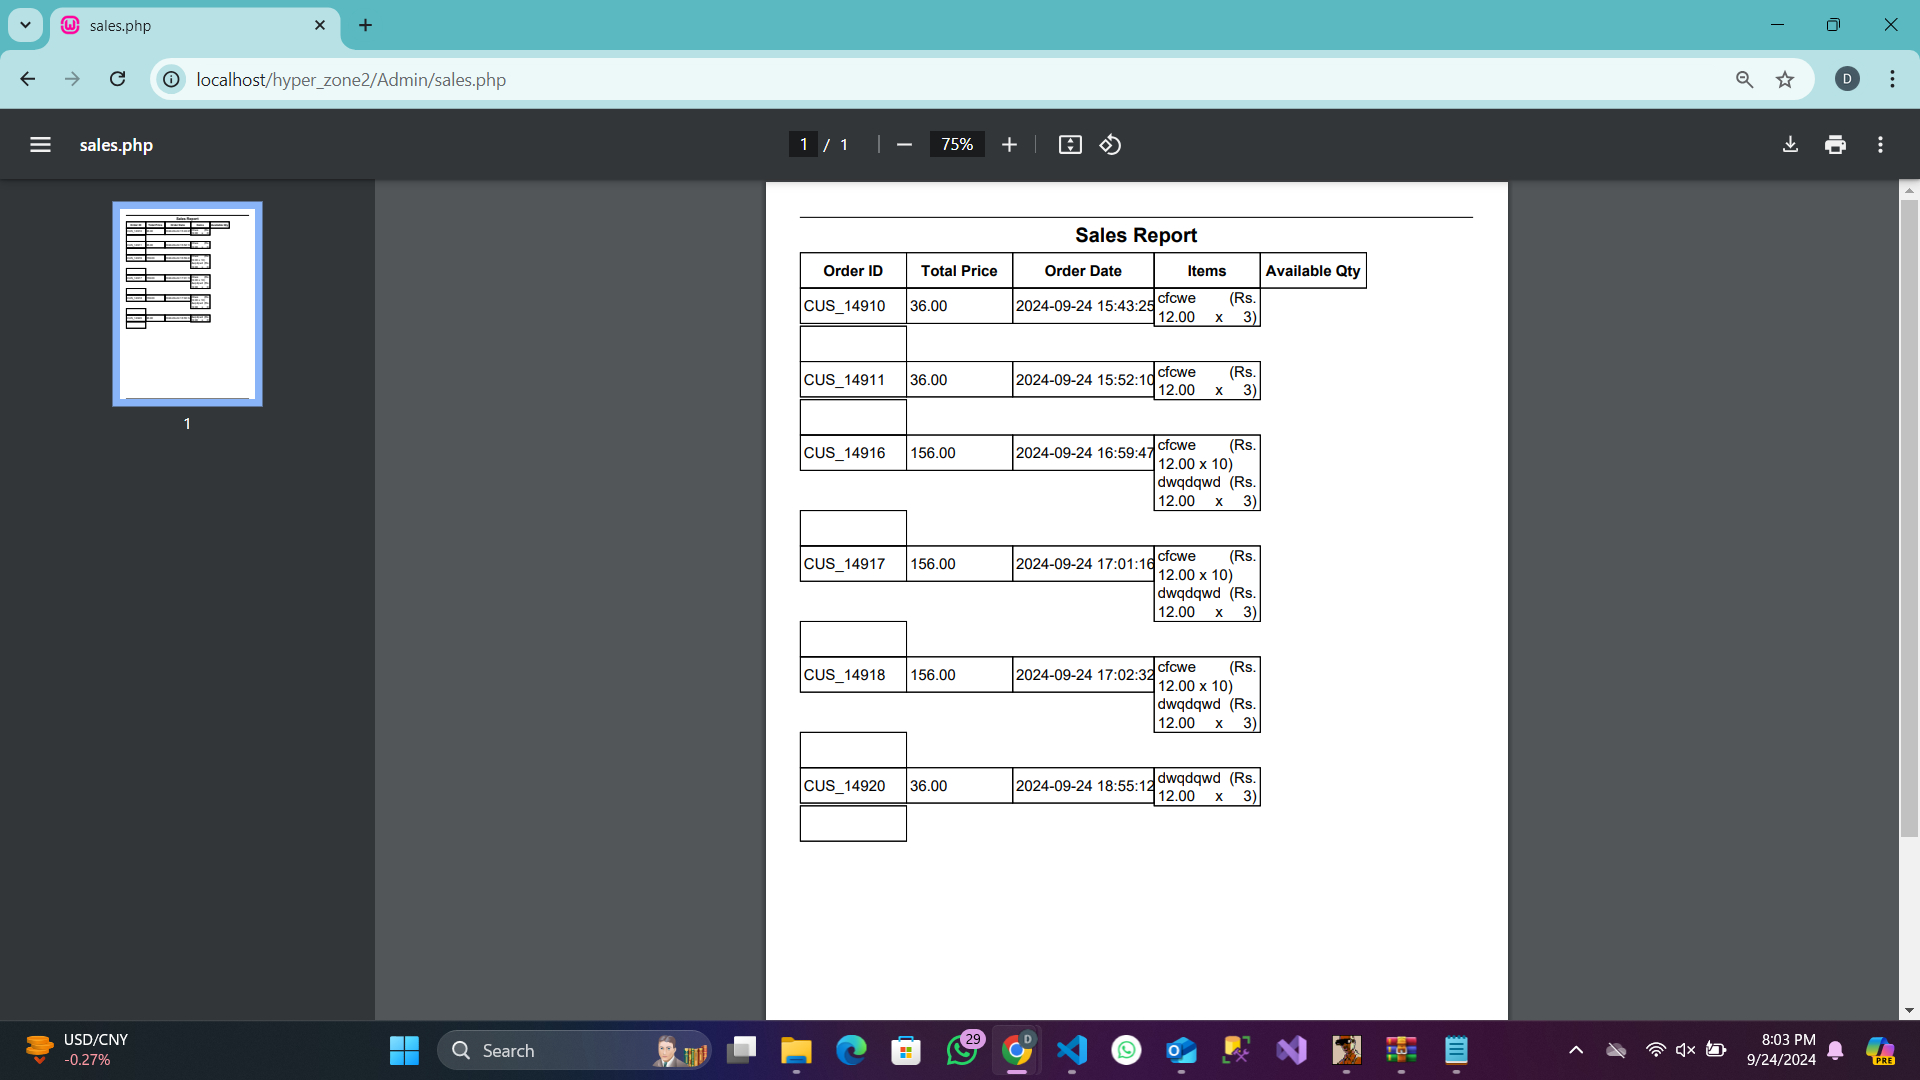 sales.php
localhost/hyper_zone2/Admin/sales.php
D
sales.php
1 / 1
75%
1
Sales Report
Order ID Total Price Order Date Items Available Qty
CUS_14910 36.00 2024-09-24 15:43:25 cfcwe (Rs.
12.00 x 3)
CUS_14911 36.00 2024-09-24 15:52:10 cfcwe (Rs.
12.00 x 3)
CUS_14916 156.00 2024-09-24 16:59:47 cfcwe (Rs.
12.00 x 10)
dwqdqwd (Rs.
12.00 x 3)
CUS_14917 156.00 2024-09-24 17:01:16 cfcwe (Rs.
12.00 x 10)
dwqdqwd (Rs.
12.00 x 3)
CUS_14918 156.00 2024-09-24 17:02:32 cfcwe (Rs.
12.00 x 10)
dwqdqwd (Rs.
12.00 x 3)
CUS_14920 36.00 2024-09-24 18:55:12 dwqdqwd (Rs.
12.00 x 3)
USD/CNY
-0.27%
Search
29
D
8:03 PM
9/24/2024
PRE